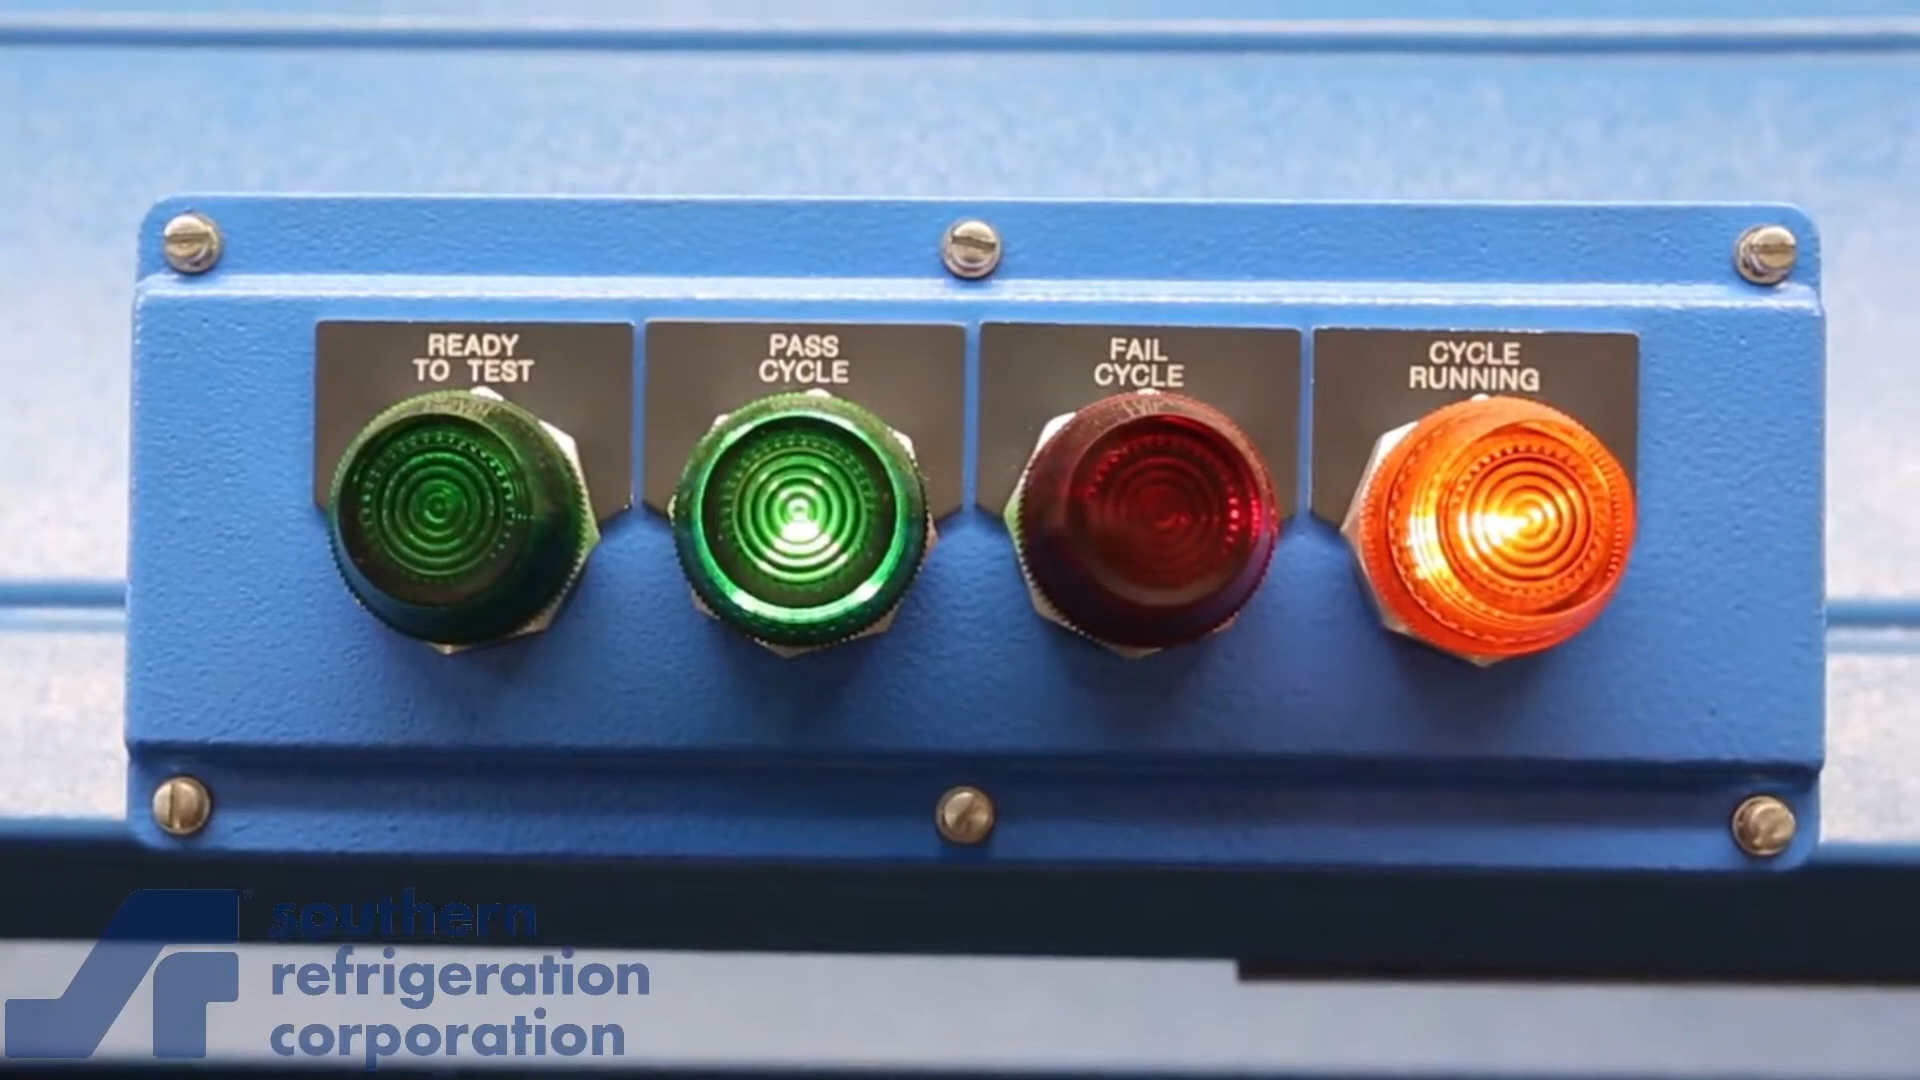 READY
TO TEST
PASS
CYCLE
FAIL
CYCLE
CYCLE
RUNNING
southern
refrigeration
corporation